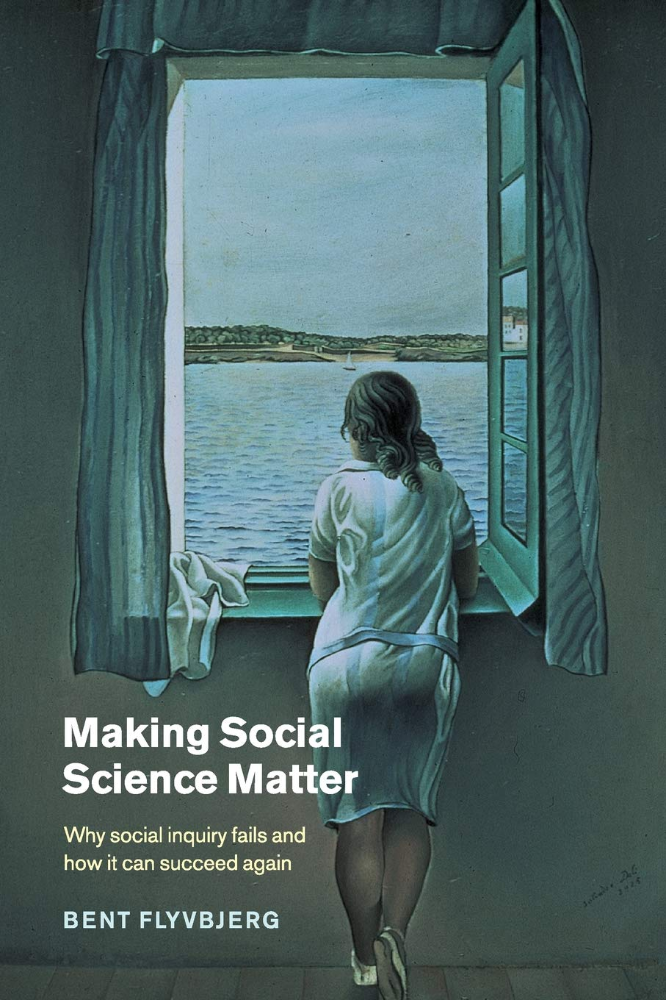 Making Social
Science Matter
Why social inquiry fails and
how it can succeed again
BENT FLYVBJERG